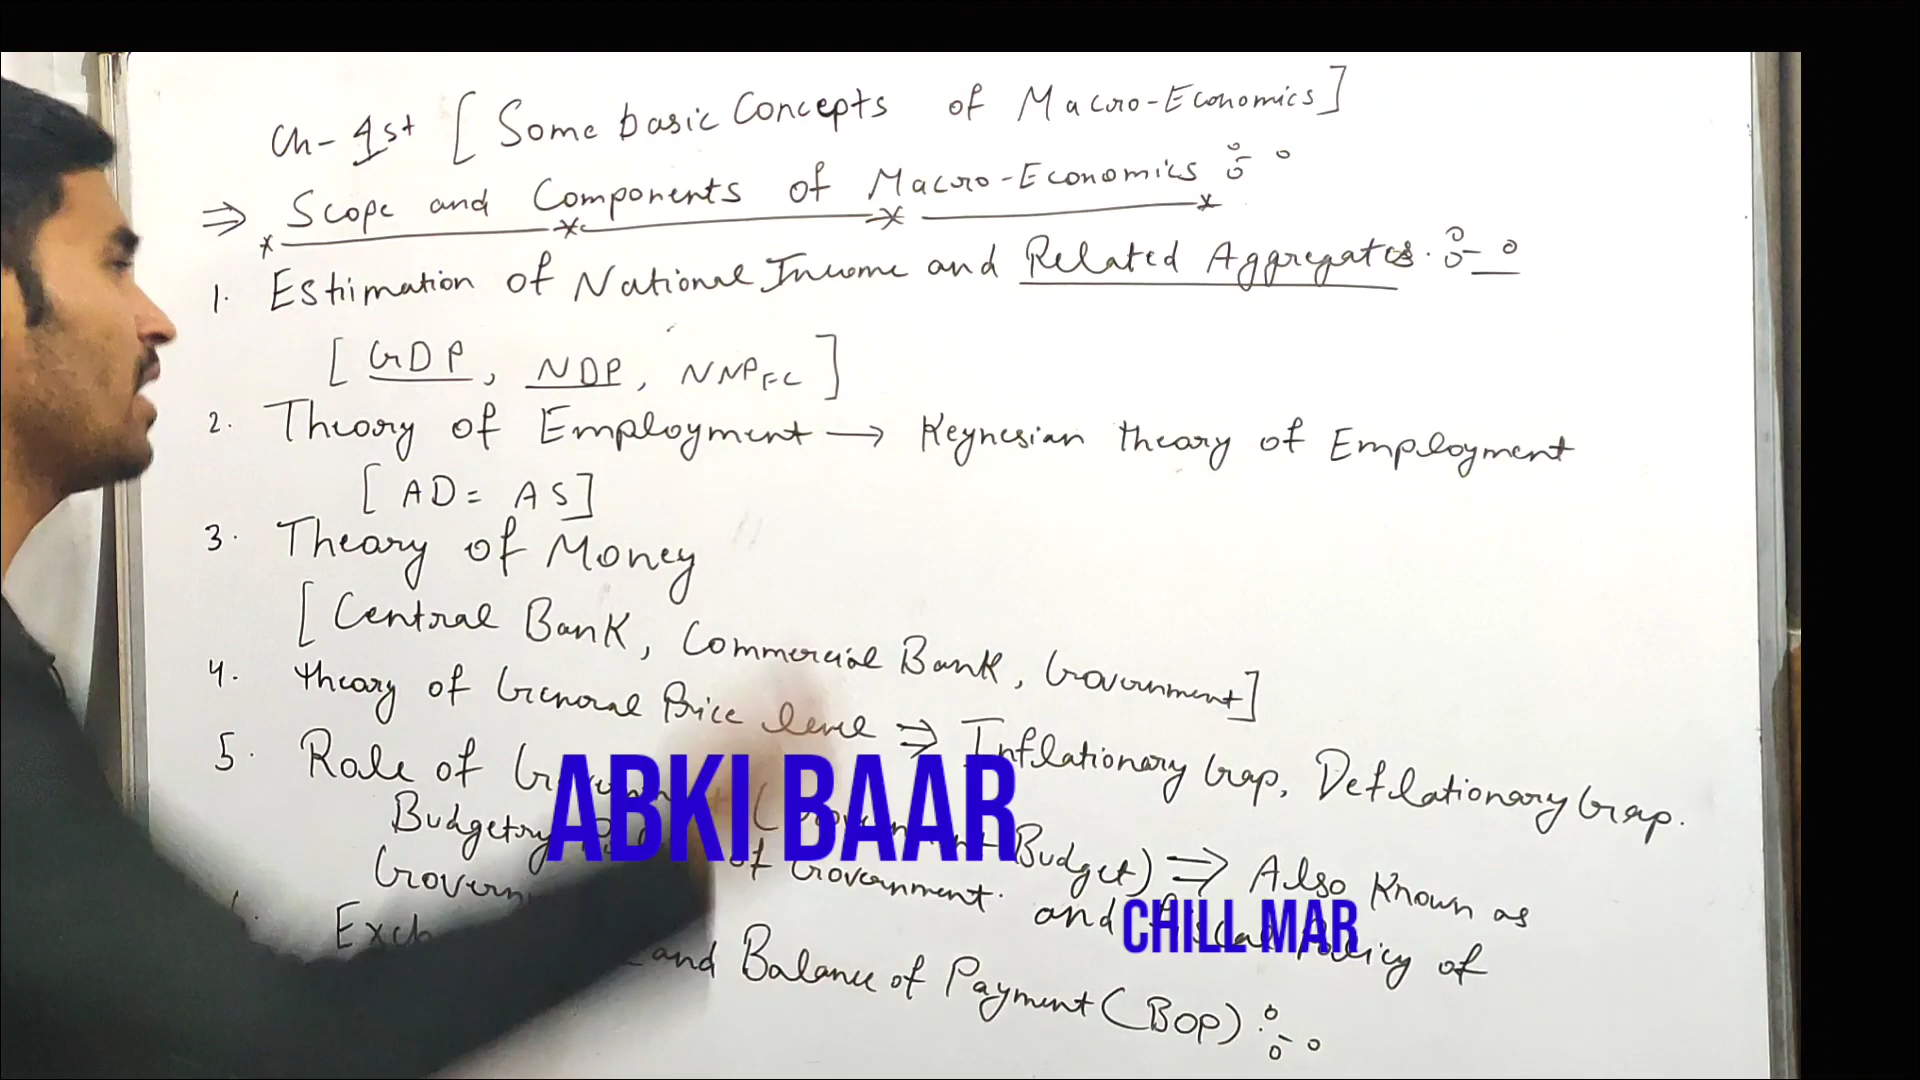 Ch- 1st [Some basic Concepts of Macro-Economics]
⇒ Scope and Components of Macro-Economics
1. Estimation of National Income and Related Aggregates.
[GDP, NDP, NNPFC]
2. Theory of Employment → Keynesian theory of Employment
[AD = AS]
3. Theory of Money
[Central Bank, Commercial Bank, Government]
4. theory of General Price level ⇒ Inflationary Gap, Deflationary Gap.
5. Role of Budget) ⇒ Also Known as
Budgetry of Government and Policy of
ABKI BAAR
CHILL MAR
and Balance of Payment (BOP)